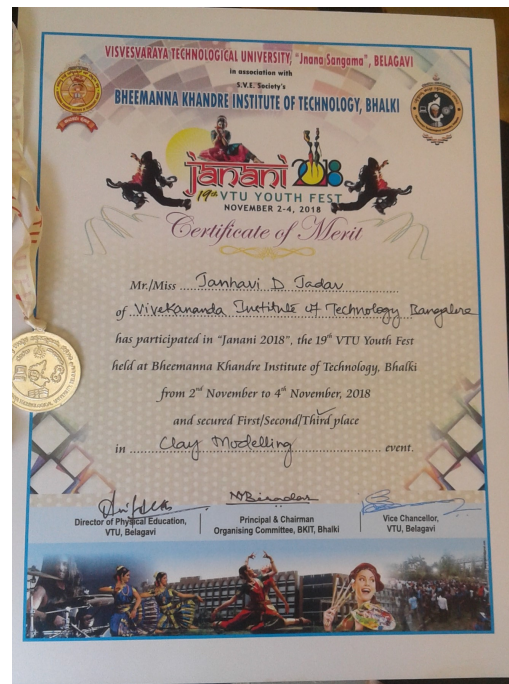 VISVESVARAYA TECHNOLOGICAL UNIVERSITY, "Jnana Sangama", BELAGAVI
in association with
S.V.E. Society's
BHEEMANNA KHANDRE INSTITUTE OF TECHNOLOGY, BHALKI
Janani 2018
19th VTU YOUTH FEST
NOVEMBER 2-4, 2018
Certificate of Merit
Mr./Miss Janhavi D Jadav
of Vivekananda Institute of Technology Bangalore
has participated in "Janani 2018", the 19th VTU Youth Fest
held at Bheemanna Khandre Institute of Technology, Bhalki
from 2nd November to 4th November, 2018
and secured First/Second/Third place
in Clay Modelling event.
Director of Physical Education, VTU, Belagavi
Principal & Chairman Organising Committee, BKIT, Bhalki
Vice Chancellor, VTU, Belagavi